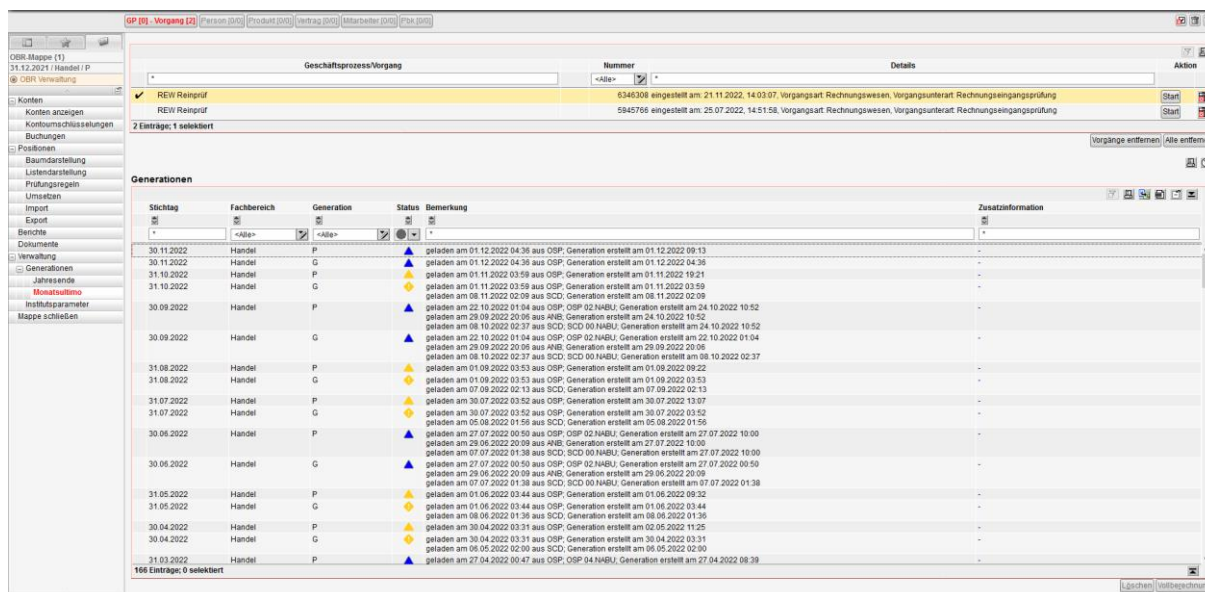 GP [0] - Vorgang [2] Person [0/0] Produkt [0/0] Vertrag [0/0] Mitarbeiter [0/0] Pbk [0/0]
OBR-Mappe {1}
31.12.2021 / Handel / P
OBR Verwaltung
Konten
Konten anzeigen
Kontoumschlüsselungen
Buchungen
Positionen
Baumdarstellung
Listendarstellung
Prüfungsregeln
Umsetzen
Import
Export
Berichte
Dokumente
Verwaltung
Generationen
Jahresende
Monatsultimo
Institutsparameter
Mappe schließen
Geschäftsprozess/Vorgang Nummer Details Aktion
* <Alle> *
REW Reinprüf 6346308 eingestellt am: 21.11.2022, 14:03:07, Vorgangsart: Rechnungswesen, Vorgangsunterart: Rechnungseingangsprüfung Start
REW Reinprüf 5945766 eingestellt am: 25.07.2022, 14:51:58, Vorgangsart: Rechnungswesen, Vorgangsunterart: Rechnungseingangsprüfung Start
2 Einträge; 1 selektiert
Vorgänge entfernen Alle entferne
Generationen
Stichtag Fachbereich Generation Status Bemerkung Zusatzinformation
* <Alle> <Alle> * *
30.11.2022 Handel P geladen am 01.12.2022 04:36 aus OSP; Generation erstellt am 01.12.2022 09:13 -
30.11.2022 Handel G geladen am 01.12.2022 04:36 aus OSP; Generation erstellt am 01.12.2022 04:36 -
31.10.2022 Handel P geladen am 01.11.2022 03:59 aus OSP; Generation erstellt am 01.11.2022 19:21 -
31.10.2022 Handel G geladen am 01.11.2022 03:59 aus OSP; Generation erstellt am 01.11.2022 03:59 -
geladen am 08.11.2022 02:09 aus SCD; Generation erstellt am 08.11.2022 02:09
30.09.2022 Handel P geladen am 22.10.2022 01:04 aus OSP; OSP 02.NABU; Generation erstellt am 24.10.2022 10:52 -
geladen am 29.09.2022 20:06 aus ANB; Generation erstellt am 24.10.2022 10:52
geladen am 08.10.2022 02:37 aus SCD; SCD 00.NABU; Generation erstellt am 24.10.2022 10:52
30.09.2022 Handel G geladen am 22.10.2022 01:04 aus OSP; OSP 02.NABU; Generation erstellt am 22.10.2022 01:04 -
geladen am 29.09.2022 20:06 aus ANB; Generation erstellt am 29.09.2022 20:06
geladen am 08.10.2022 02:37 aus SCD; SCD 00.NABU; Generation erstellt am 08.10.2022 02:37
31.08.2022 Handel P geladen am 01.09.2022 03:53 aus OSP; Generation erstellt am 01.09.2022 09:22 -
31.08.2022 Handel G geladen am 01.09.2022 03:53 aus OSP; Generation erstellt am 01.09.2022 03:53 -
geladen am 07.09.2022 02:13 aus SCD; Generation erstellt am 07.09.2022 02:13
31.07.2022 Handel P geladen am 30.07.2022 03:52 aus OSP; Generation erstellt am 30.07.2022 13:07 -
31.07.2022 Handel G geladen am 30.07.2022 03:52 aus OSP; Generation erstellt am 30.07.2022 03:52 -
geladen am 05.08.2022 01:56 aus SCD; Generation erstellt am 05.08.2022 01:56
30.06.2022 Handel P geladen am 27.07.2022 00:50 aus OSP; OSP 02.NABU; Generation erstellt am 27.07.2022 10:00 -
geladen am 29.06.2022 20:09 aus ANB; Generation erstellt am 27.07.2022 10:00
geladen am 07.07.2022 01:38 aus SCD; SCD 00.NABU; Generation erstellt am 27.07.2022 10:00
30.06.2022 Handel G geladen am 27.07.2022 00:50 aus OSP; OSP 02.NABU; Generation erstellt am 27.07.2022 00:50 -
geladen am 29.06.2022 20:09 aus ANB; Generation erstellt am 29.06.2022 20:09
geladen am 07.07.2022 01:38 aus SCD; SCD 00.NABU; Generation erstellt am 07.07.2022 01:38
31.05.2022 Handel P geladen am 01.06.2022 03:44 aus OSP; Generation erstellt am 01.06.2022 09:32 -
31.05.2022 Handel G geladen am 01.06.2022 03:44 aus OSP; Generation erstellt am 01.06.2022 03:44 -
geladen am 08.06.2022 01:36 aus SCD; Generation erstellt am 08.06.2022 01:36
30.04.2022 Handel P geladen am 30.04.2022 03:31 aus OSP; Generation erstellt am 02.05.2022 11:25 -
30.04.2022 Handel G geladen am 30.04.2022 03:31 aus OSP; Generation erstellt am 30.04.2022 03:31 -
geladen am 06.05.2022 02:00 aus SCD; Generation erstellt am 06.05.2022 02:00
31.03.2022 Handel P geladen am 27.04.2022 00:47 aus OSP; OSP 04.NABU; Generation erstellt am 27.04.2022 08:39 -
166 Einträge; 0 selektiert
Löschen Vollberechnun